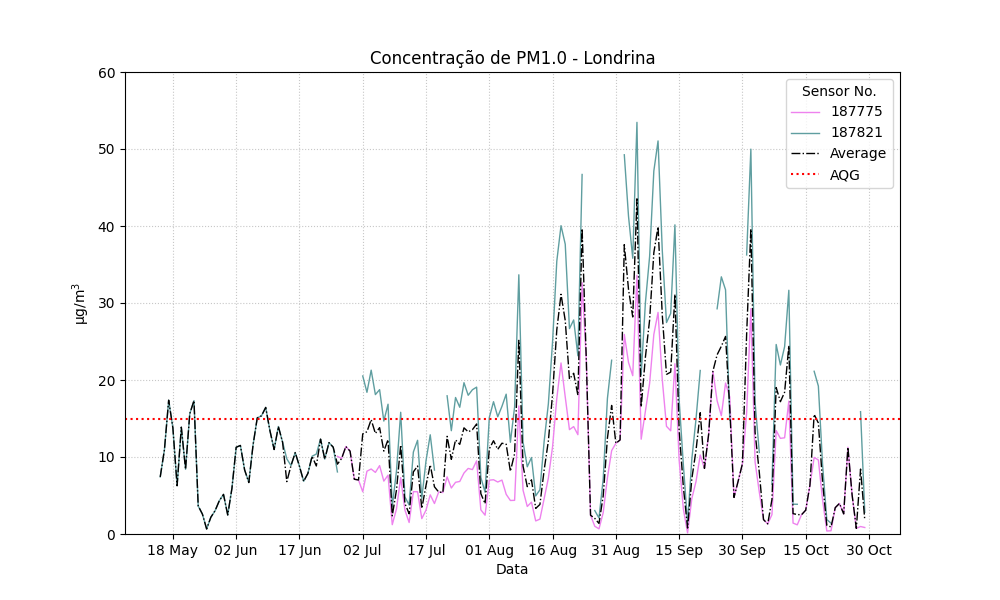 Concentração de PM1.0 - Londrina
60
50
40
30
20
10
0
µg/m³
Sensor No.
187775
187821
Average
AQG
18 May 02 Jun 17 Jun 02 Jul 17 Jul 01 Aug 16 Aug 31 Aug 15 Sep 30 Sep 15 Oct 30 Oct
Data